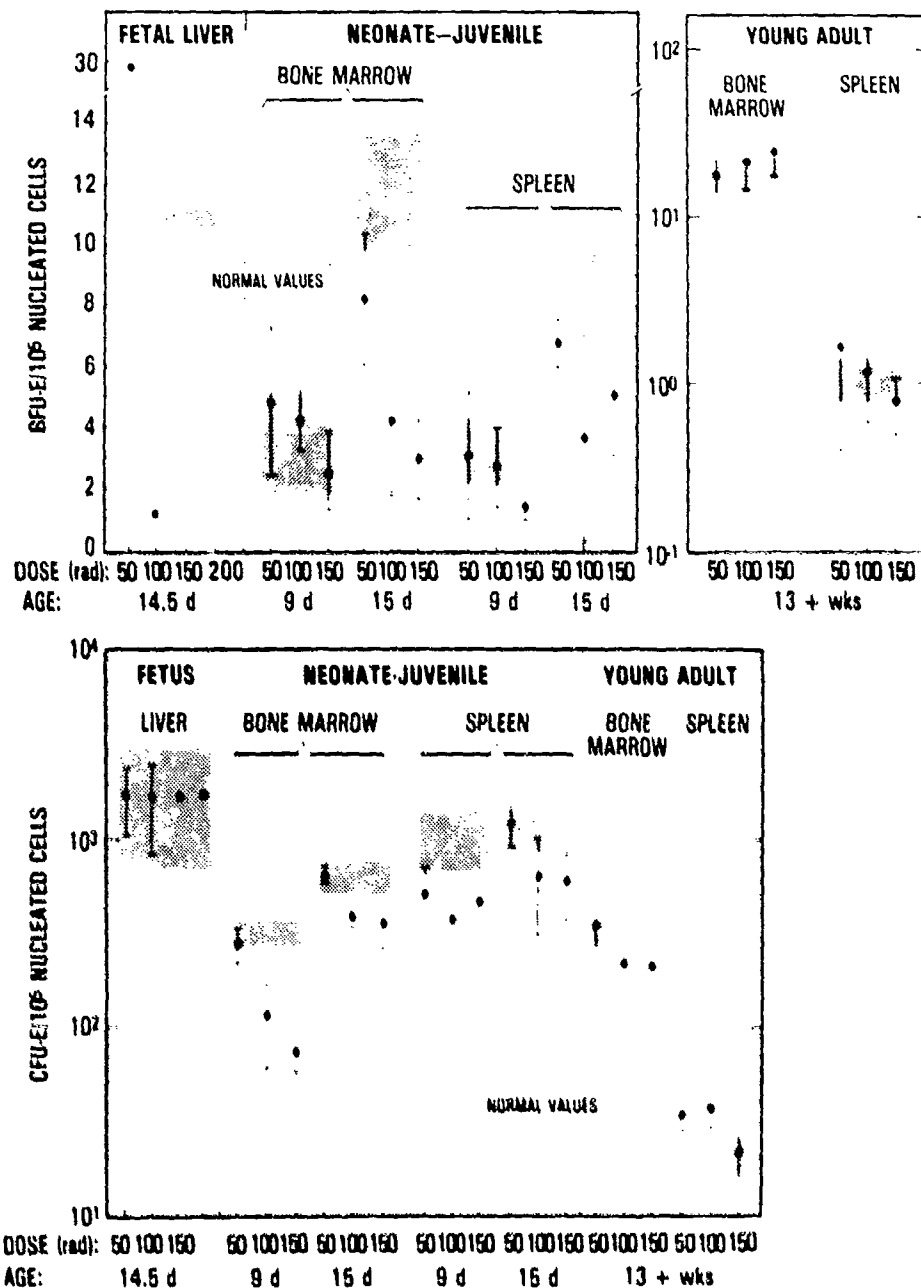 FETAL LIVER NEONATE-JUVENILE YOUNG ADULT
BONE MARROW
BONE MARROW SPLEEN
SPLEEN
NORMAL VALUES
BFU-E/10⁵ NUCLEATED CELLS
30
14
12
10
8
6
4
2
0
10²
10¹
10⁰
10⁻¹
DOSE (rad): 50 100 150 200 50 100 150 50 100 150 50 100 150 50 100 150 50 100 150 50 100 150
AGE: 14.5 d 9 d 15 d 9 d 15 d 13 + wks
FETUS NEONATE-JUVENILE YOUNG ADULT
LIVER BONE MARROW SPLEEN BONE MARROW SPLEEN
NORMAL VALUES
CFU-E/10⁵ NUCLEATED CELLS
10⁴
10³
10²
10¹
DOSE (rad): 50 100 150 50 100 150 50 100 150 50 100 150 50 100 150 50 100 150 50 100 150
AGE: 14.5 d 9 d 15 d 9 d 15 d 13 + wks